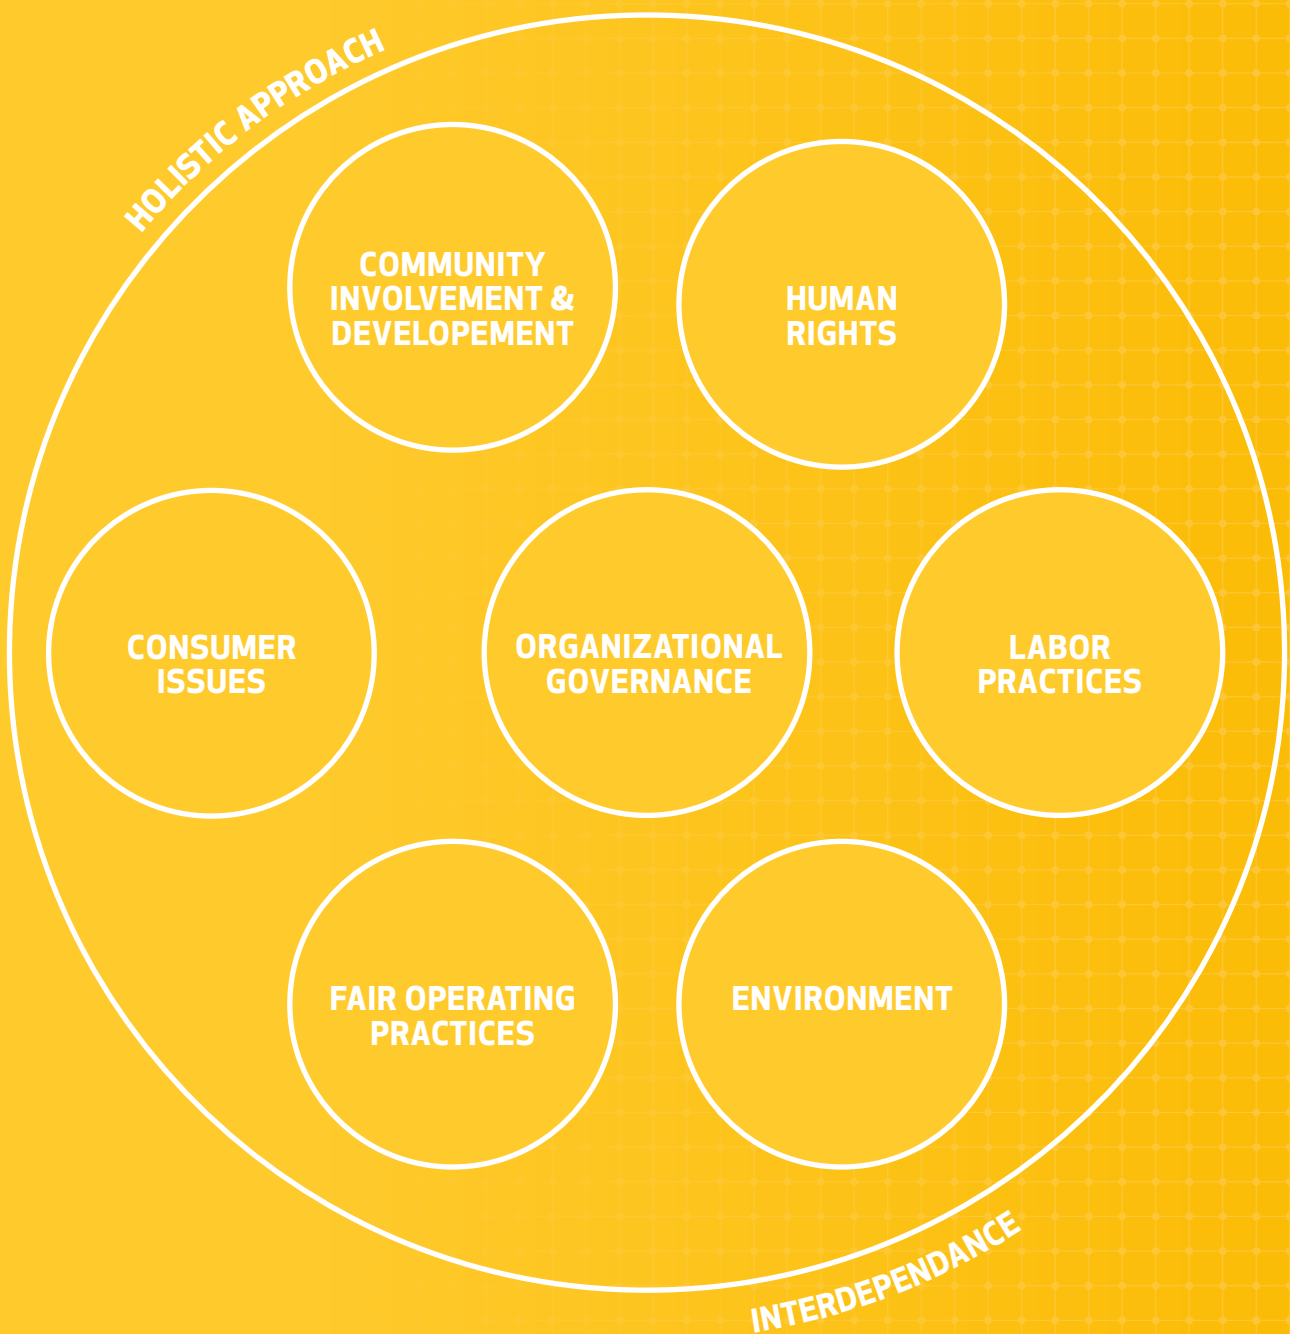 HOLISTIC APPROACH
COMMUNITY
INVOLVEMENT &
DEVELOPEMENT
HUMAN
RIGHTS
CONSUMER
ISSUES
ORGANIZATIONAL
GOVERNANCE
LABOR
PRACTICES
FAIR OPERATING
PRACTICES
ENVIRONMENT
INTERDEPENDANCE